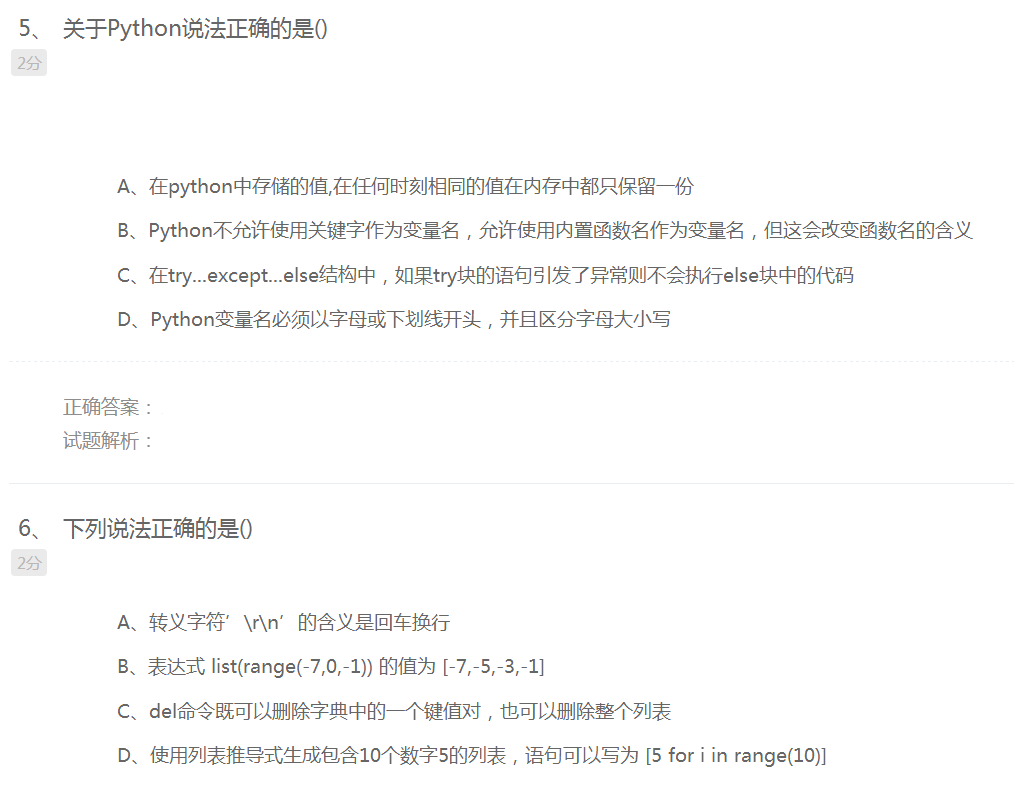 5、 关于Python说法正确的是()
2分
A、在python中存储的值,在任何时刻相同的值在内存中都只保留一份
B、Python不允许使用关键字作为变量名，允许使用内置函数名作为变量名，但这会改变函数名的含义
C、在try...except...else结构中，如果try块的语句引发了异常则不会执行else块中的代码
D、Python变量名必须以字母或下划线开头，并且区分字母大小写
正确答案：
试题解析：
6、 下列说法正确的是()
2分
A、转义字符’\r\n’的含义是回车换行
B、表达式 list(range(-7,0,-1)) 的值为 [-7,-5,-3,-1]
C、del命令既可以删除字典中的一个键值对，也可以删除整个列表
D、使用列表推导式生成包含10个数字5的列表，语句可以写为 [5 for i in range(10)]